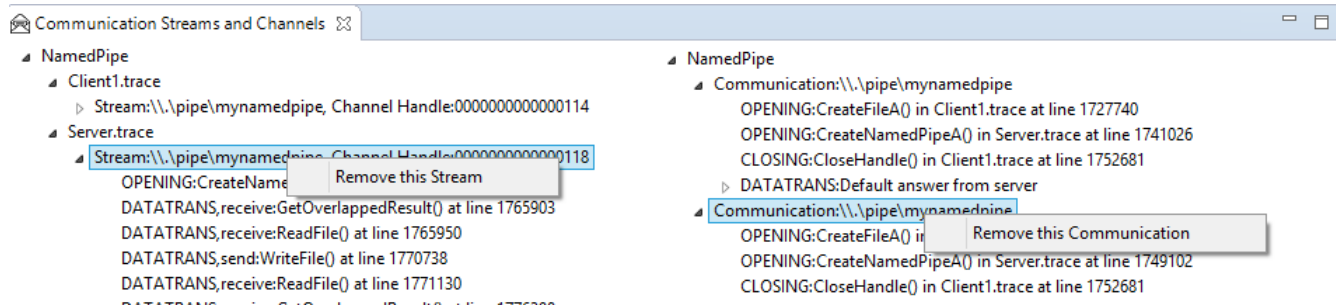 Communication Streams and Channels
NamedPipe
Client1.trace
Stream:\\.\pipe\mynamedpipe, Channel Handle:0000000000000114
Server.trace
Stream:\\.\pipe\mynamedpipe, Channel Handle:0000000000000118
Remove this Stream
OPENING:CreateName
DATATRANS,receive:GetOverlappedResult() at line 1765903
DATATRANS,receive:ReadFile() at line 1765950
DATATRANS,send:WriteFile() at line 1770738
DATATRANS,receive:ReadFile() at line 1771130
NamedPipe
Communication:\\.\pipe\mynamedpipe
OPENING:CreateFileA() in Client1.trace at line 1727740
OPENING:CreateNamedPipeA() in Server.trace at line 1741026
CLOSING:CloseHandle() in Client1.trace at line 1752681
DATATRANS:Default answer from server
Communication:\\.\pipe\mynamedpipe
Remove this Communication
OPENING:CreateFileA() in
OPENING:CreateNamedPipeA() in Server.trace at line 1749102
CLOSING:CloseHandle() in Client1.trace at line 1752681